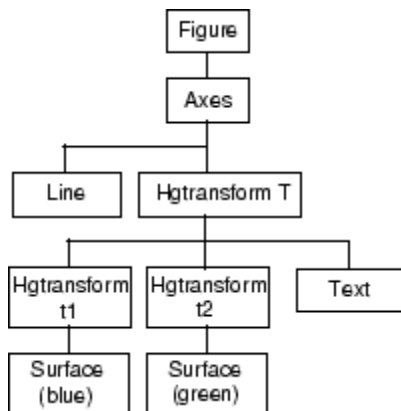 Figure
Axes
Line
Hgtransform T
Hgtransform
t1
Hgtransform
t2
Text
Surface
(blue)
Surface
(green)